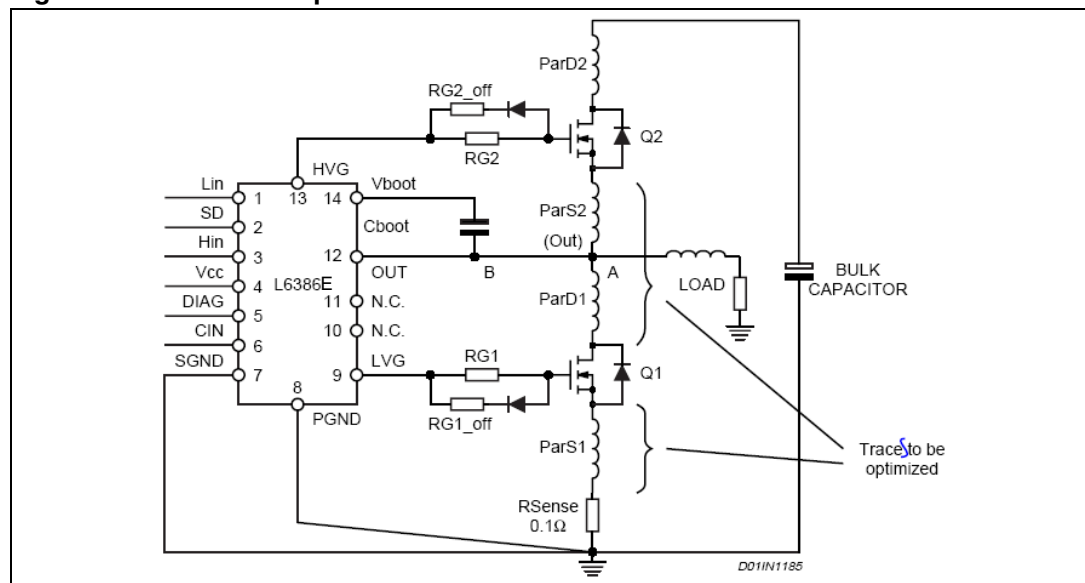 ParD2
RG2_off
RG2
Q2
HVG
Lin
1
13
14
Vboot
SD
2
Cboot
ParS2
Hin
3
12
OUT
B
(Out)
A
LOAD
BULK
CAPACITOR
Vcc
4
L6386E
11
N.C.
ParD1
DIAG
5
10
N.C.
CIN
6
LVG
RG1
SGND
7
9
Q1
8
PGND
RG1_off
ParS1
Traces to be
optimized
RSense
0.1Ω
D01IN1185